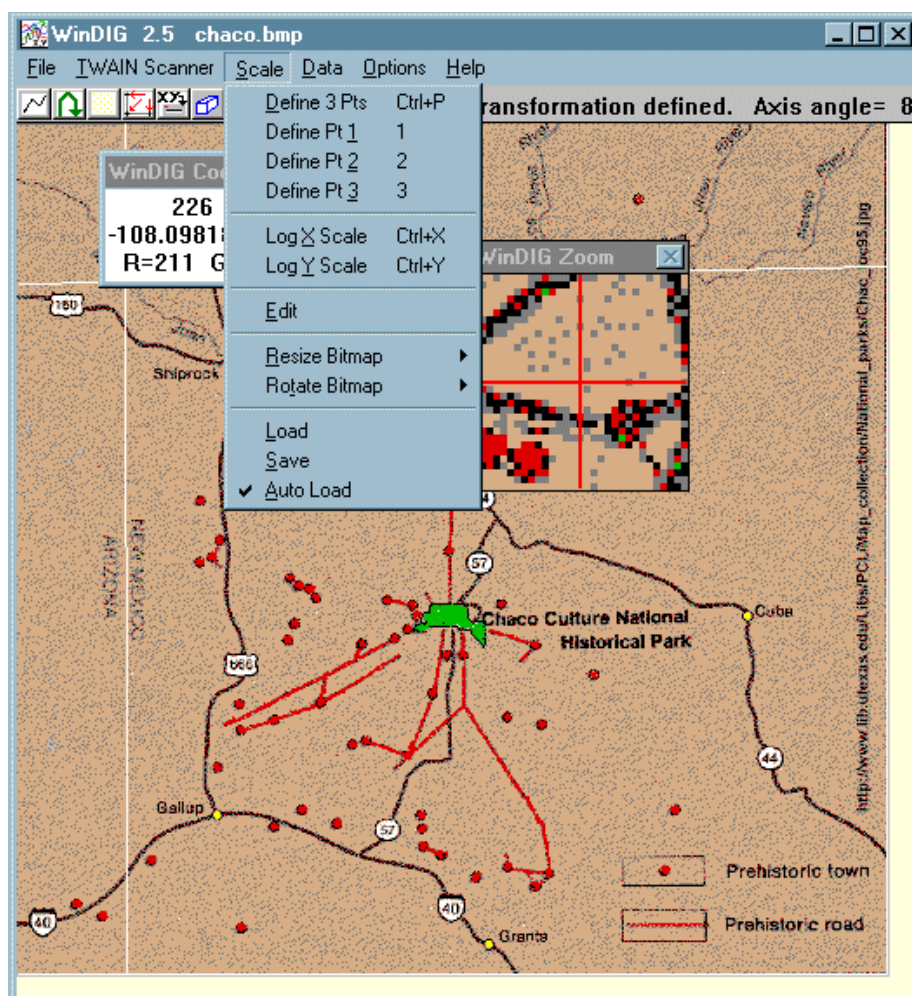 WinDIG 2.5 chaco.bmp
File TWAIN Scanner Scale Data Options Help
ransformation defined. Axis angle= 8
Define 3 Pts Ctrl+P
Define Pt 1 1
Define Pt 2 2
Define Pt 3 3
Log X Scale Ctrl+X
Log Y Scale Ctrl+Y
Edit
Resize Bitmap
Rotate Bitmap
Load
Save
Auto Load
WinDIG Coo
226
-108.0981
R=211 G
WinDIG Zoom
160
Shiprock
NEW MEXICO
ARIZONA
57
Chaco Culture National
Historical Park
Cuba
666
44
Gallup
57
40
40
Grants
Prehistoric town
Prehistoric road
http://www.lib.utexas.edu/Libs/PCL/Map_collection/National_parks/Chac_oc95.jpg